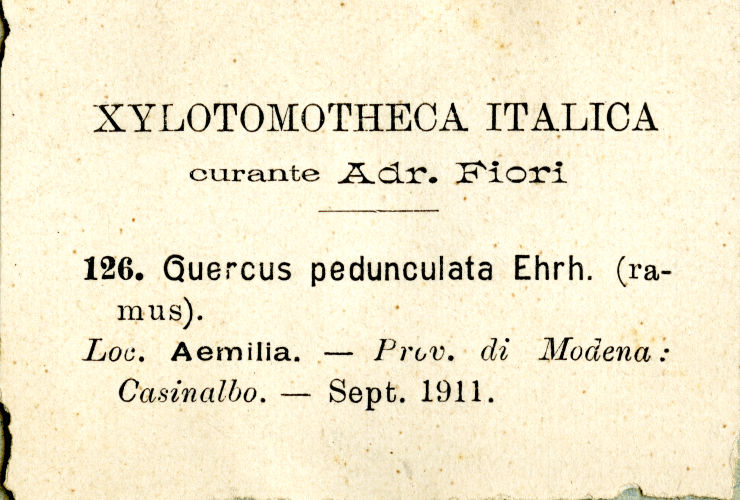 XYLOTOMOTHECA ITALICA
curante Adr. Fiori
126. Quercus pedunculata Ehrh. (ra-
mus).
Loc. Aemilia. — Prov. di Modena:
Casinalbo. — Sept. 1911.